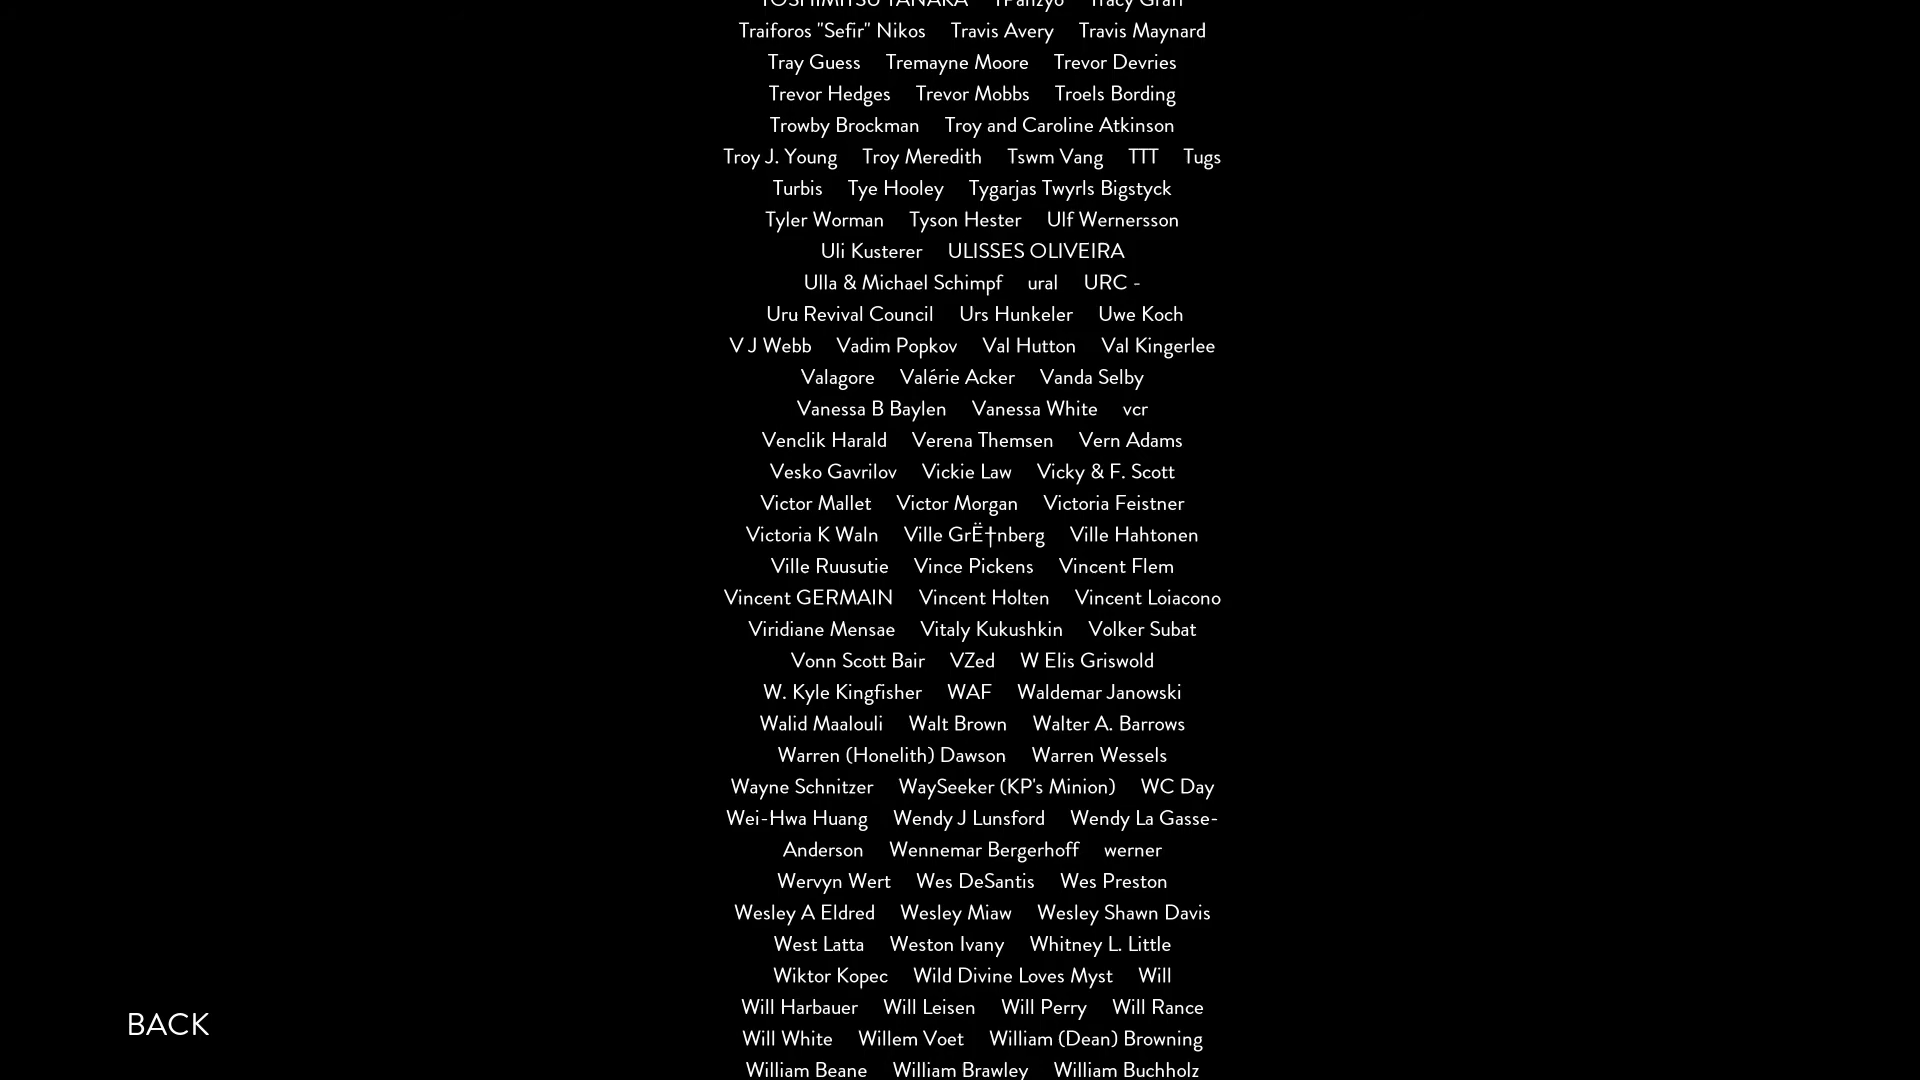 TOSHIMITSU TANAKA TPanzyo Tracy Graff
Traiforos "Sefir" Nikos Travis Avery Travis Maynard
Tray Guess Tremayne Moore Trevor Devries
Trevor Hedges Trevor Mobbs Troels Bording
Trowby Brockman Troy and Caroline Atkinson
Troy J. Young Troy Meredith Tswm Vang TTT Tugs
Turbis Tye Hooley Tygarjas Twyrls Bigstyck
Tyler Worman Tyson Hester Ulf Wernersson
Uli Kusterer ULISSES OLIVEIRA
Ulla & Michael Schimpf ural URC -
Uru Revival Council Urs Hunkeler Uwe Koch
V J Webb Vadim Popkov Val Hutton Val Kingerlee
Valagore Valérie Acker Vanda Selby
Vanessa B Baylen Vanessa White vcr
Venclik Harald Verena Themsen Vern Adams
Vesko Gavrilov Vickie Law Vicky & F. Scott
Victor Mallet Victor Morgan Victoria Feistner
Victoria K Waln Ville GrË†nberg Ville Hahtonen
Ville Ruusutie Vince Pickens Vincent Flem
Vincent GERMAIN Vincent Holten Vincent Loiacono
Viridiane Mensae Vitaly Kukushkin Volker Subat
Vonn Scott Bair VZed W Elis Griswold
W. Kyle Kingfisher WAF Waldemar Janowski
Walid Maalouli Walt Brown Walter A. Barrows
Warren (Honelith) Dawson Warren Wessels
Wayne Schnitzer WaySeeker (KP's Minion) WC Day
Wei-Hwa Huang Wendy J Lunsford Wendy La Gasse-
Anderson Wennemar Bergerhoff werner
Wervyn Wert Wes DeSantis Wes Preston
Wesley A Eldred Wesley Miaw Wesley Shawn Davis
West Latta Weston Ivany Whitney L. Little
Wiktor Kopec Wild Divine Loves Myst Will
Will Harbauer Will Leisen Will Perry Will Rance
Will White Willem Voet William (Dean) Browning
William Beane William Brawley William Buchholz
BACK